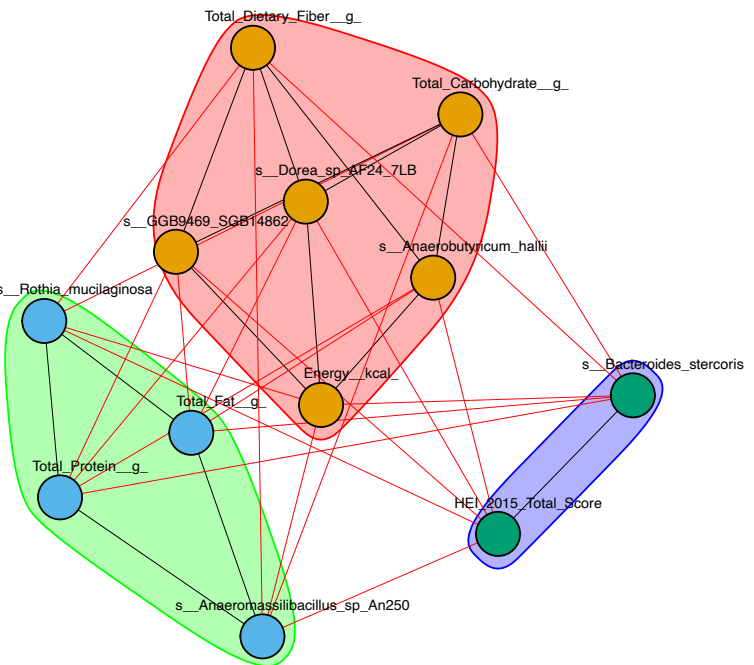 Total_Dietary_Fiber__g_
Total_Carbohydrate__g_
s__Dorea_sp_AF24_7LB
s__GGB9469_SGB14862
s__Anaerobutyricum_hallii
s__Rothia_mucilaginosa
s__Bacteroides_stercoris
Energy__kcal_
Total_Fat__g_
Total_Protein__g_
HEI_2015_Total_Score
s__Anaeromassilibacillus_sp_An250